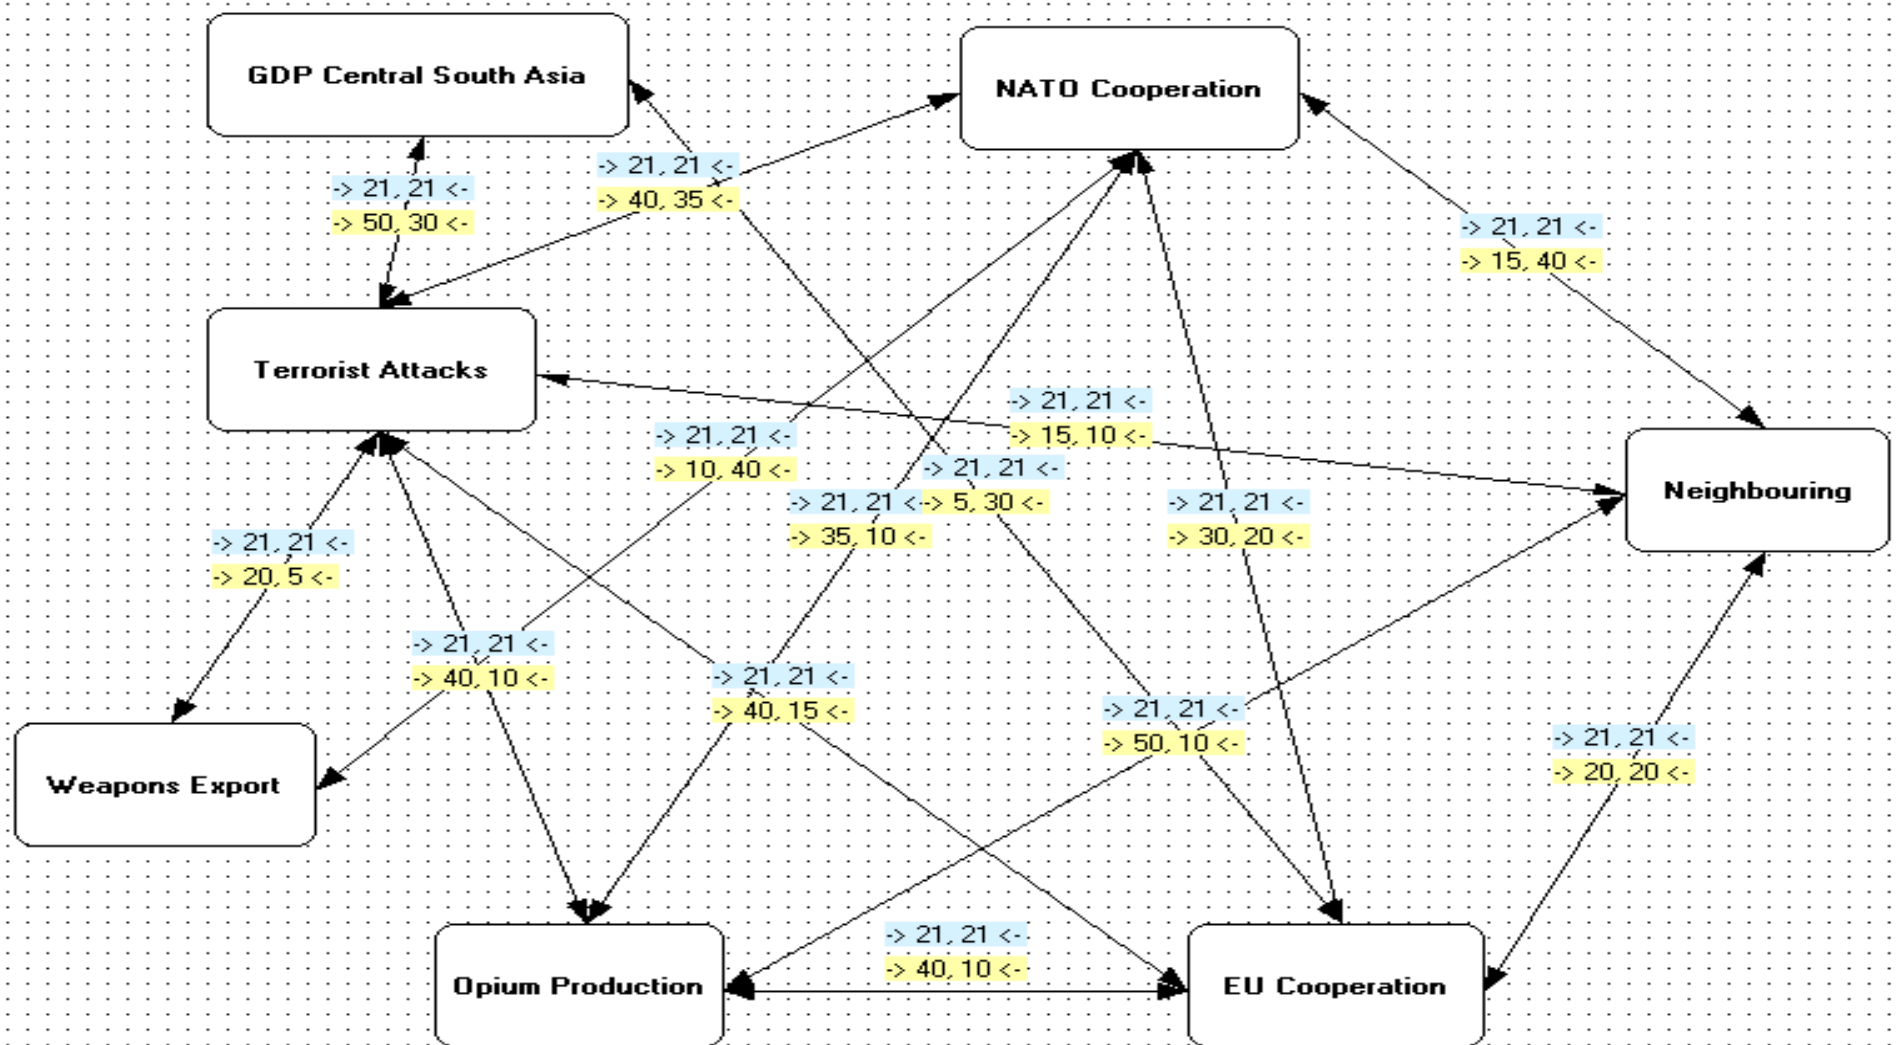 GDP Central South Asia
NATO Cooperation
-> 21, 21 <-
-> 40, 35 <-
-> 21, 21 <-
-> 50, 30 <-
-> 21, 21 <-
-> 15, 40 <-
Terrorist Attacks
-> 21, 21 <-
-> 15, 10 <-
-> 21, 21 <-
-> 10, 40 <-
-> 21, 21 <-
-> 5, 30 <-
-> 21, 21 <-
-> 35, 10 <-
-> 21, 21 <-
-> 30, 20 <-
Neighbouring
-> 21, 21 <-
-> 20, 5 <-
-> 21, 21 <-
-> 40, 10 <-
-> 21, 21 <-
-> 40, 15 <-
-> 21, 21 <-
-> 50, 10 <-
-> 21, 21 <-
-> 20, 20 <-
Weapons Export
-> 21, 21 <-
-> 40, 10 <-
Opium Production
EU Cooperation